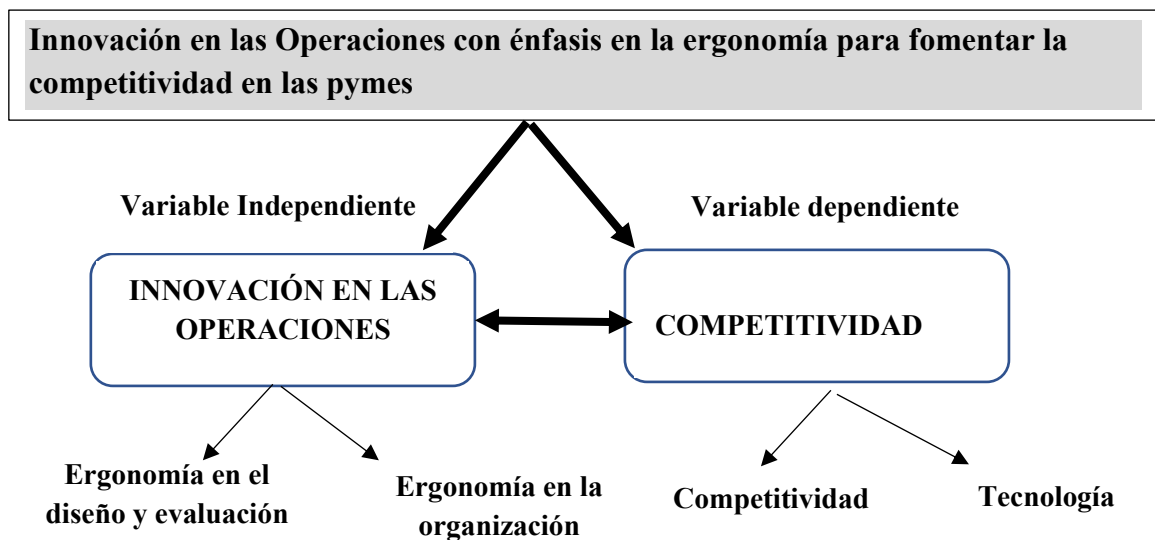 Innovación en las Operaciones con énfasis en la ergonomía para fomentar la
competitividad en las pymes
Variable Independiente
Variable dependiente
INNOVACIÓN EN LAS
OPERACIONES
COMPETITIVIDAD
Ergonomía en el
diseño y evaluación
Ergonomía en la
organización
Competitividad
Tecnología